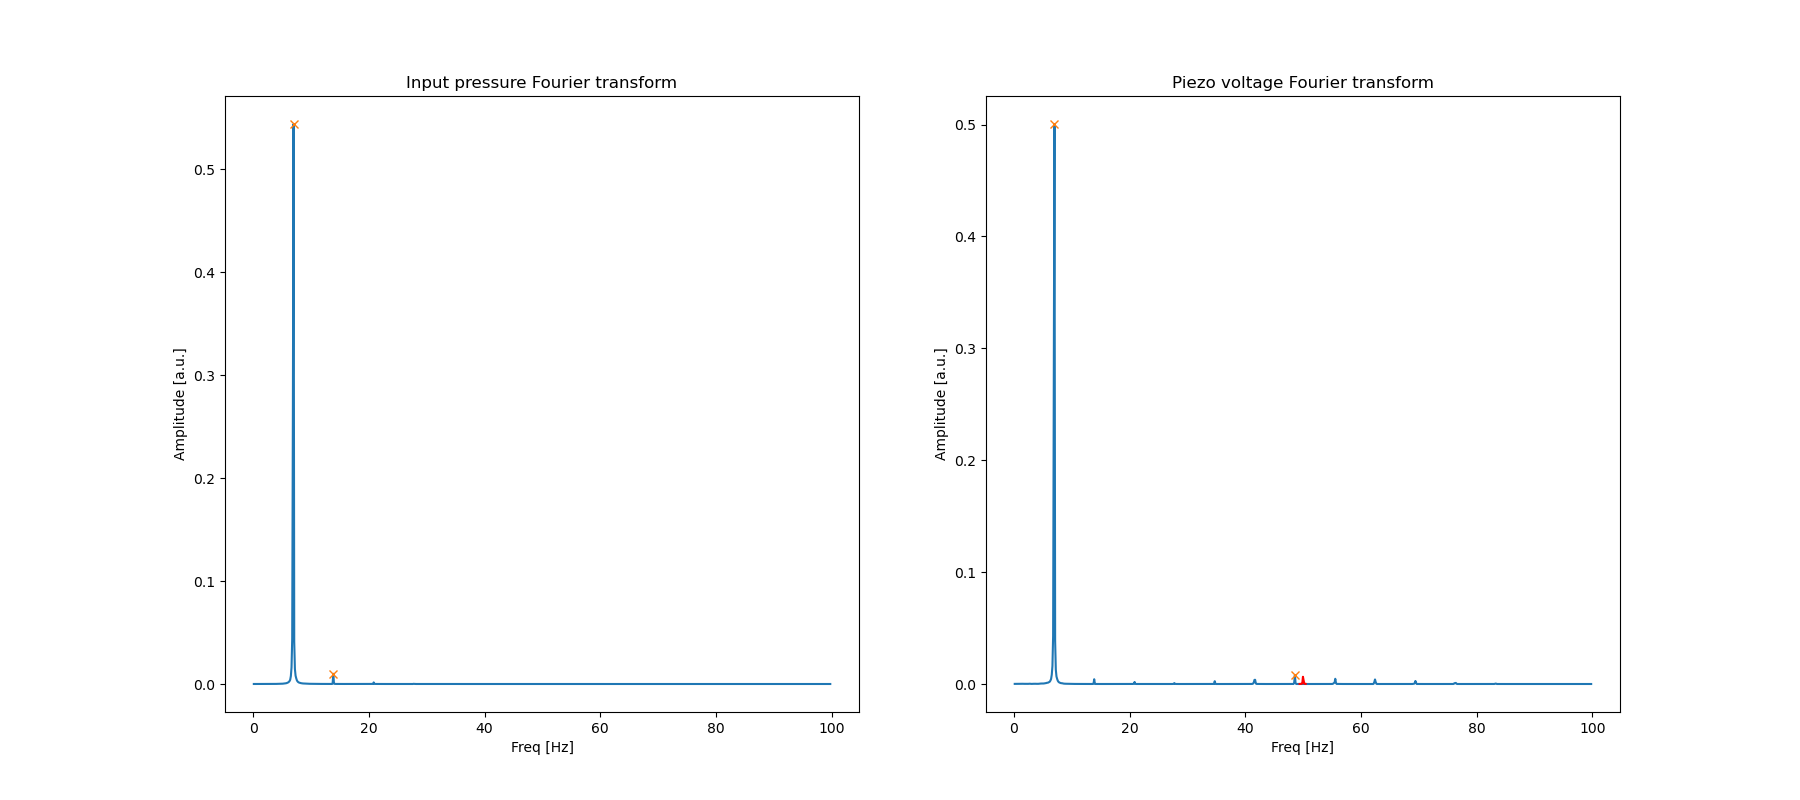 Input pressure Fourier transform
Amplitude [a.u.]
0.5
0.4
0.3
0.2
0.1
0.0
0 20 40 60 80 100
Freq [Hz]
Piezo voltage Fourier transform
Amplitude [a.u.]
0.5
0.4
0.3
0.2
0.1
0.0
0 20 40 60 80 100
Freq [Hz]